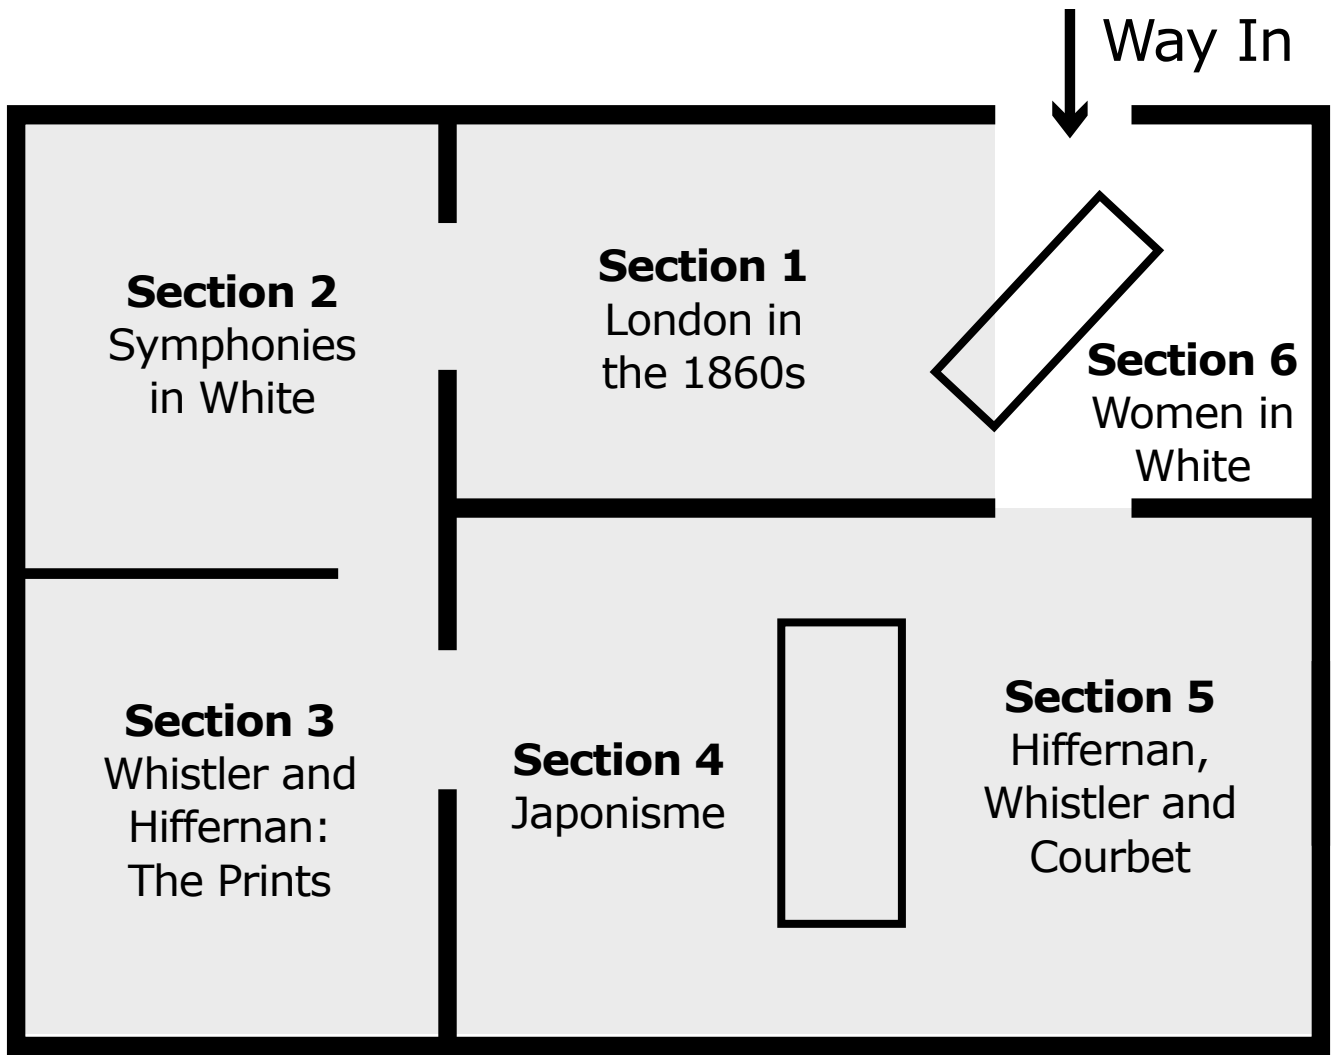 Way In
Section 1
London in
the 1860s
Section 2
Symphonies
in White
Section 3
Whistler and
Hiffernan:
The Prints
Section 4
Japonisme
Section 5
Hiffernan,
Whistler and
Courbet
Section 6
Women in
White